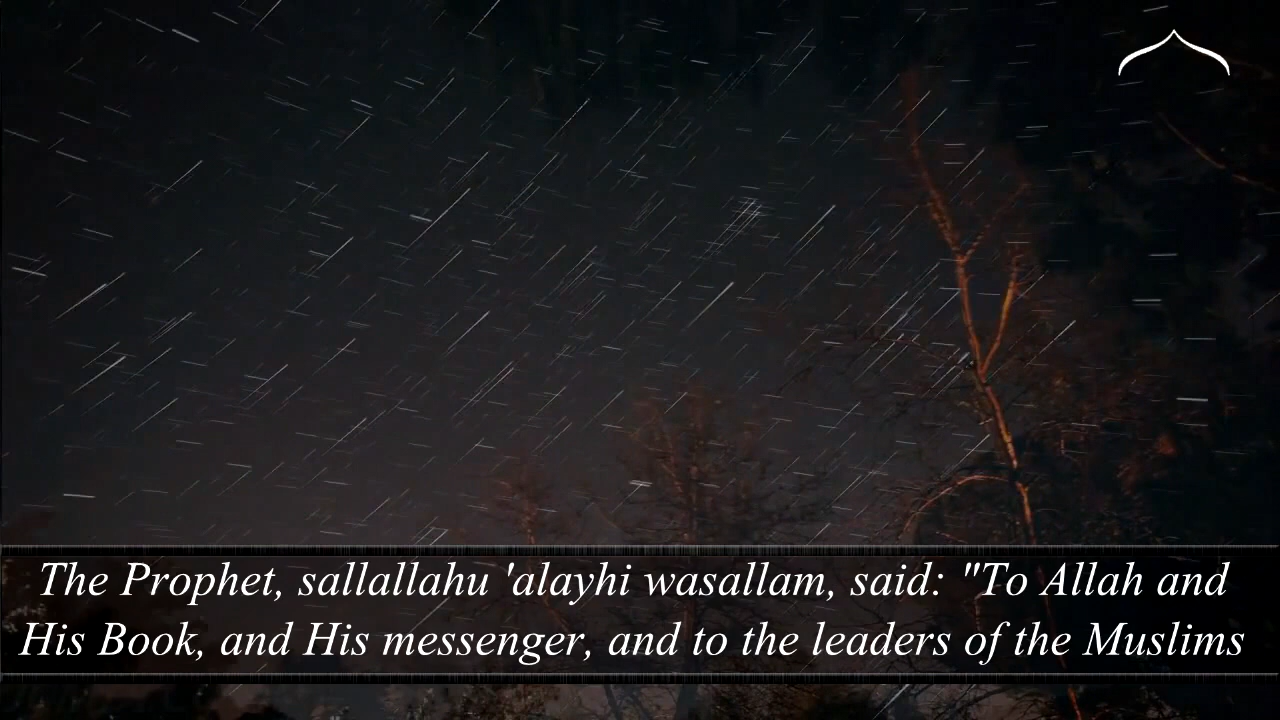 The Prophet, sallallahu 'alayhi wasallam, said: "To Allah and
His Book, and His messenger, and to the leaders of the Muslims